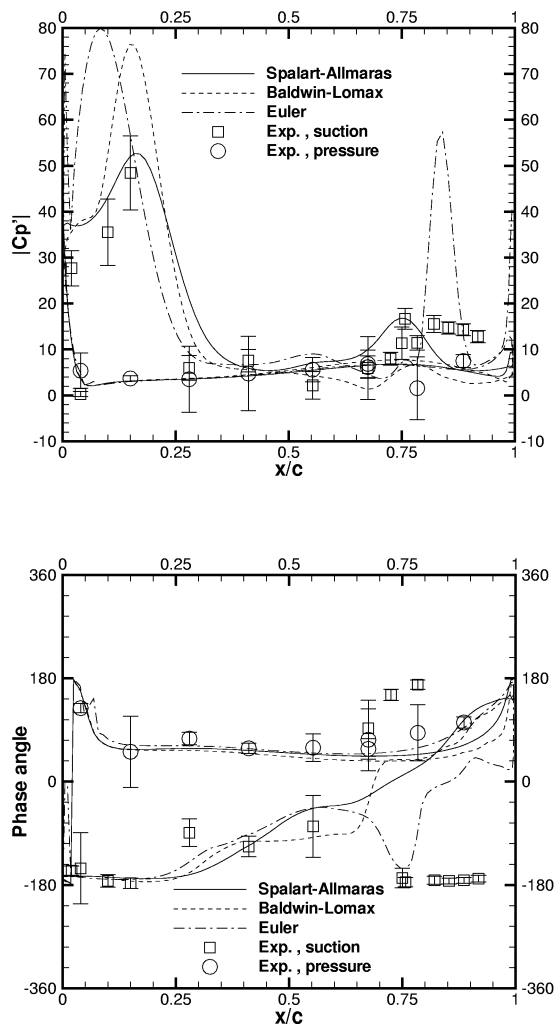 0 0.25 0.5 0.75 1
80 80
70 70
60 60
50 50
40 40
30 30
20 20
10 10
0 0
-10 -10
0 0.25 0.5 0.75 1
|Cp'|
x/c
Spalart-Allmaras
Baldwin-Lomax
Euler
Exp. , suction
Exp. , pressure
0 0.25 0.5 0.75 1
360 360
180 180
0 0
-180 -180
-360 -360
0 0.25 0.5 0.75 1
Phase angle
x/c
Spalart-Allmaras
Baldwin-Lomax
Euler
Exp. , suction
Exp. , pressure